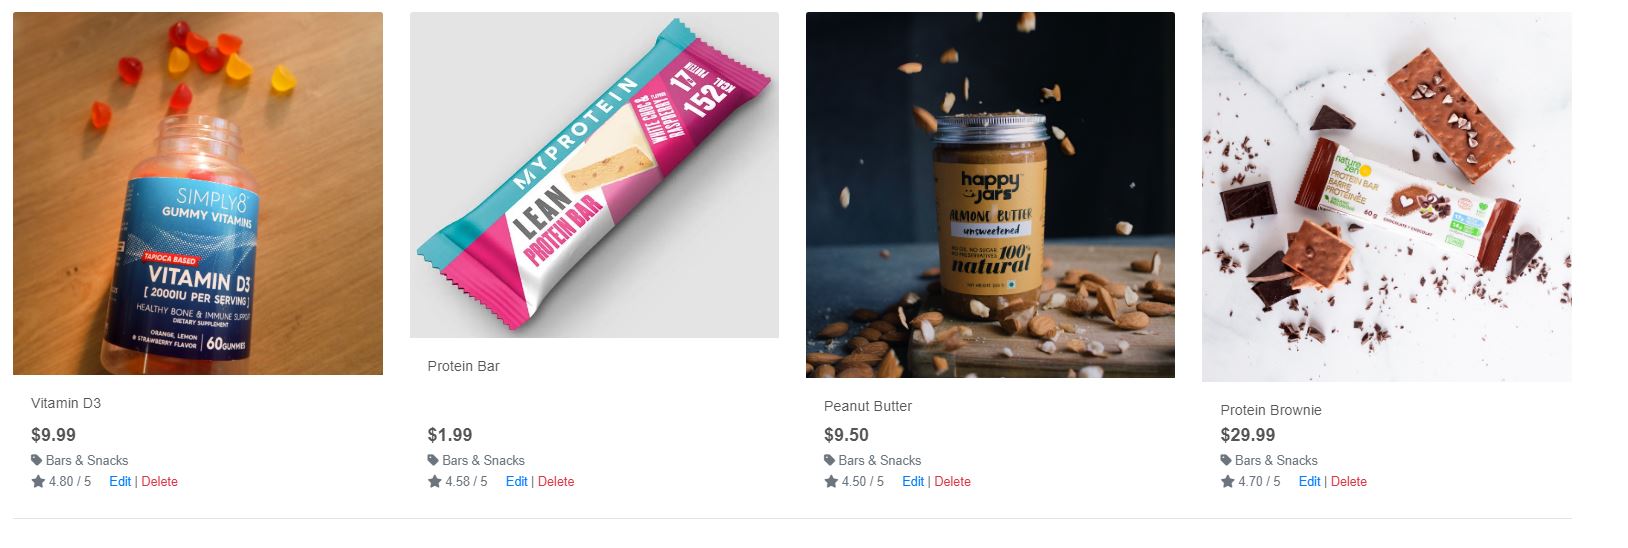 SIMPLY8
GUMMY VITAMINS
TAPIOCA BASED
VITAMIN D3
[ 2000IU PER SERVING ]
HEALTHY BONE & IMMUNE SUPPORT
DIETARY SUPPLEMENT
ORANGE, LEMON
& STRAWBERRY FLAVOR
60 GUMMIES
Vitamin D3
$9.99
Bars & Snacks
4.80 / 5 Edit | Delete
MYPROTEIN
LEAN
PROTEIN BAR
WHITE CHOC &
RASPBERRY
FLAVOUR
17g
PROTEIN
152
KCAL
Protein Bar
$1.99
Bars & Snacks
4.58 / 5 Edit | Delete
happy
jars
ALMOND BUTTER
unsweetened
NO OIL, NO SUGAR
NO PRESERVATIVES
100%
natural
Peanut Butter
$9.50
Bars & Snacks
4.50 / 5 Edit | Delete
nature
zen
PROTEIN BAR
BARRE
PROTÉINÉE
60 g
CHOCOLATE • CHOCOLAT
Protein Brownie
$29.99
Bars & Snacks
4.70 / 5 Edit | Delete